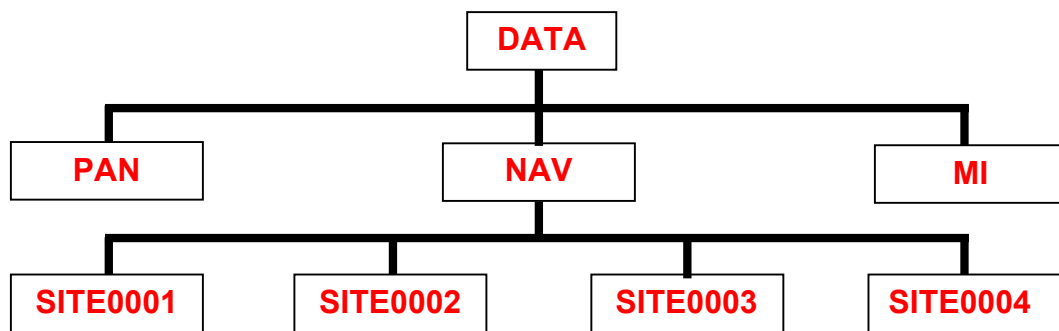 DATA
PAN
NAV
MI
SITE0001
SITE0002
SITE0003
SITE0004